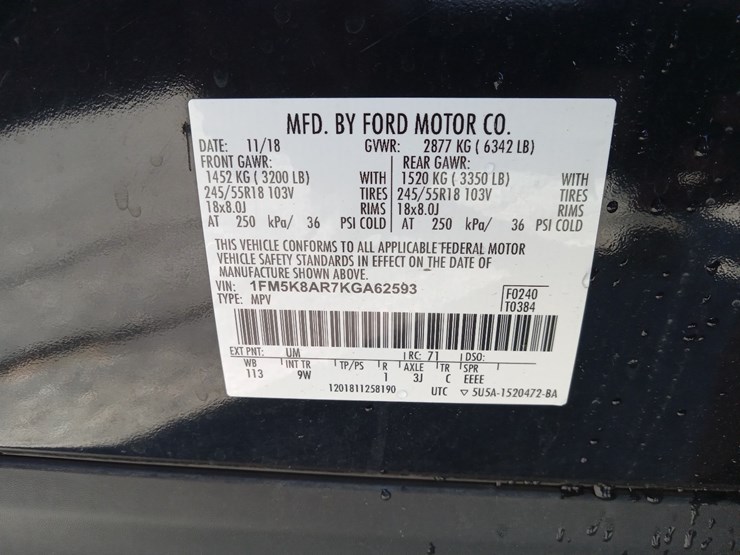 MFD. BY FORD MOTOR CO.
DATE: 11/18 GVWR: 2877 KG ( 6342 LB)
FRONT GAWR: REAR GAWR:
1452 KG ( 3200 LB) WITH 1520 KG ( 3350 LB) WITH
245/55R18 103V TIRES 245/55R18 103V TIRES
18x8.0J RIMS 18x8.0J RIMS
AT 250 kPa/ 36 PSI COLD AT 250 kPa/ 36 PSI COLD
THIS VEHICLE CONFORMS TO ALL APPLICABLE FEDERAL MOTOR
VEHICLE SAFETY STANDARDS IN EFFECT ON THE DATE OF
MANUFACTURE SHOWN ABOVE.
VIN: 1FM5K8AR7KGA62593
TYPE: MPV
F0240
T0384
EXT PNT: UM RC: 71 DSO:
WB INT TR TP/PS R AXLE TR SPR
113 9W 1 3J C EEEE
1201811258190 UTC ▽ 5U5A-1520472-BA